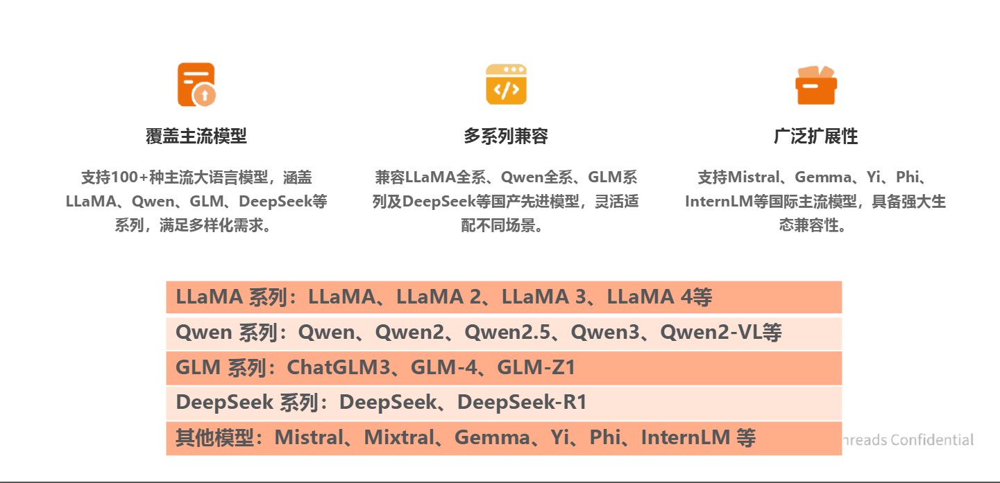 覆盖主流模型
支持100+种主流大语言模型，涵盖
LLaMA、Qwen、GLM、DeepSeek等
系列，满足多样化需求。
多系列兼容
兼容LLaMA全系、Qwen全系、GLM系
列及DeepSeek等国产先进模型，灵活适
配不同场景。
广泛扩展性
支持Mistral、Gemma、Yi、Phi、
InternLM等国际主流模型，具备强大生
态兼容性。
LLaMA 系列：LLaMA、LLaMA 2、LLaMA 3、LLaMA 4等
Qwen 系列：Qwen、Qwen2、Qwen2.5、Qwen3、Qwen2-VL等
GLM 系列：ChatGLM3、GLM-4、GLM-Z1
DeepSeek 系列：DeepSeek、DeepSeek-R1
其他模型：Mistral、Mixtral、Gemma、Yi、Phi、InternLM 等
Confidential